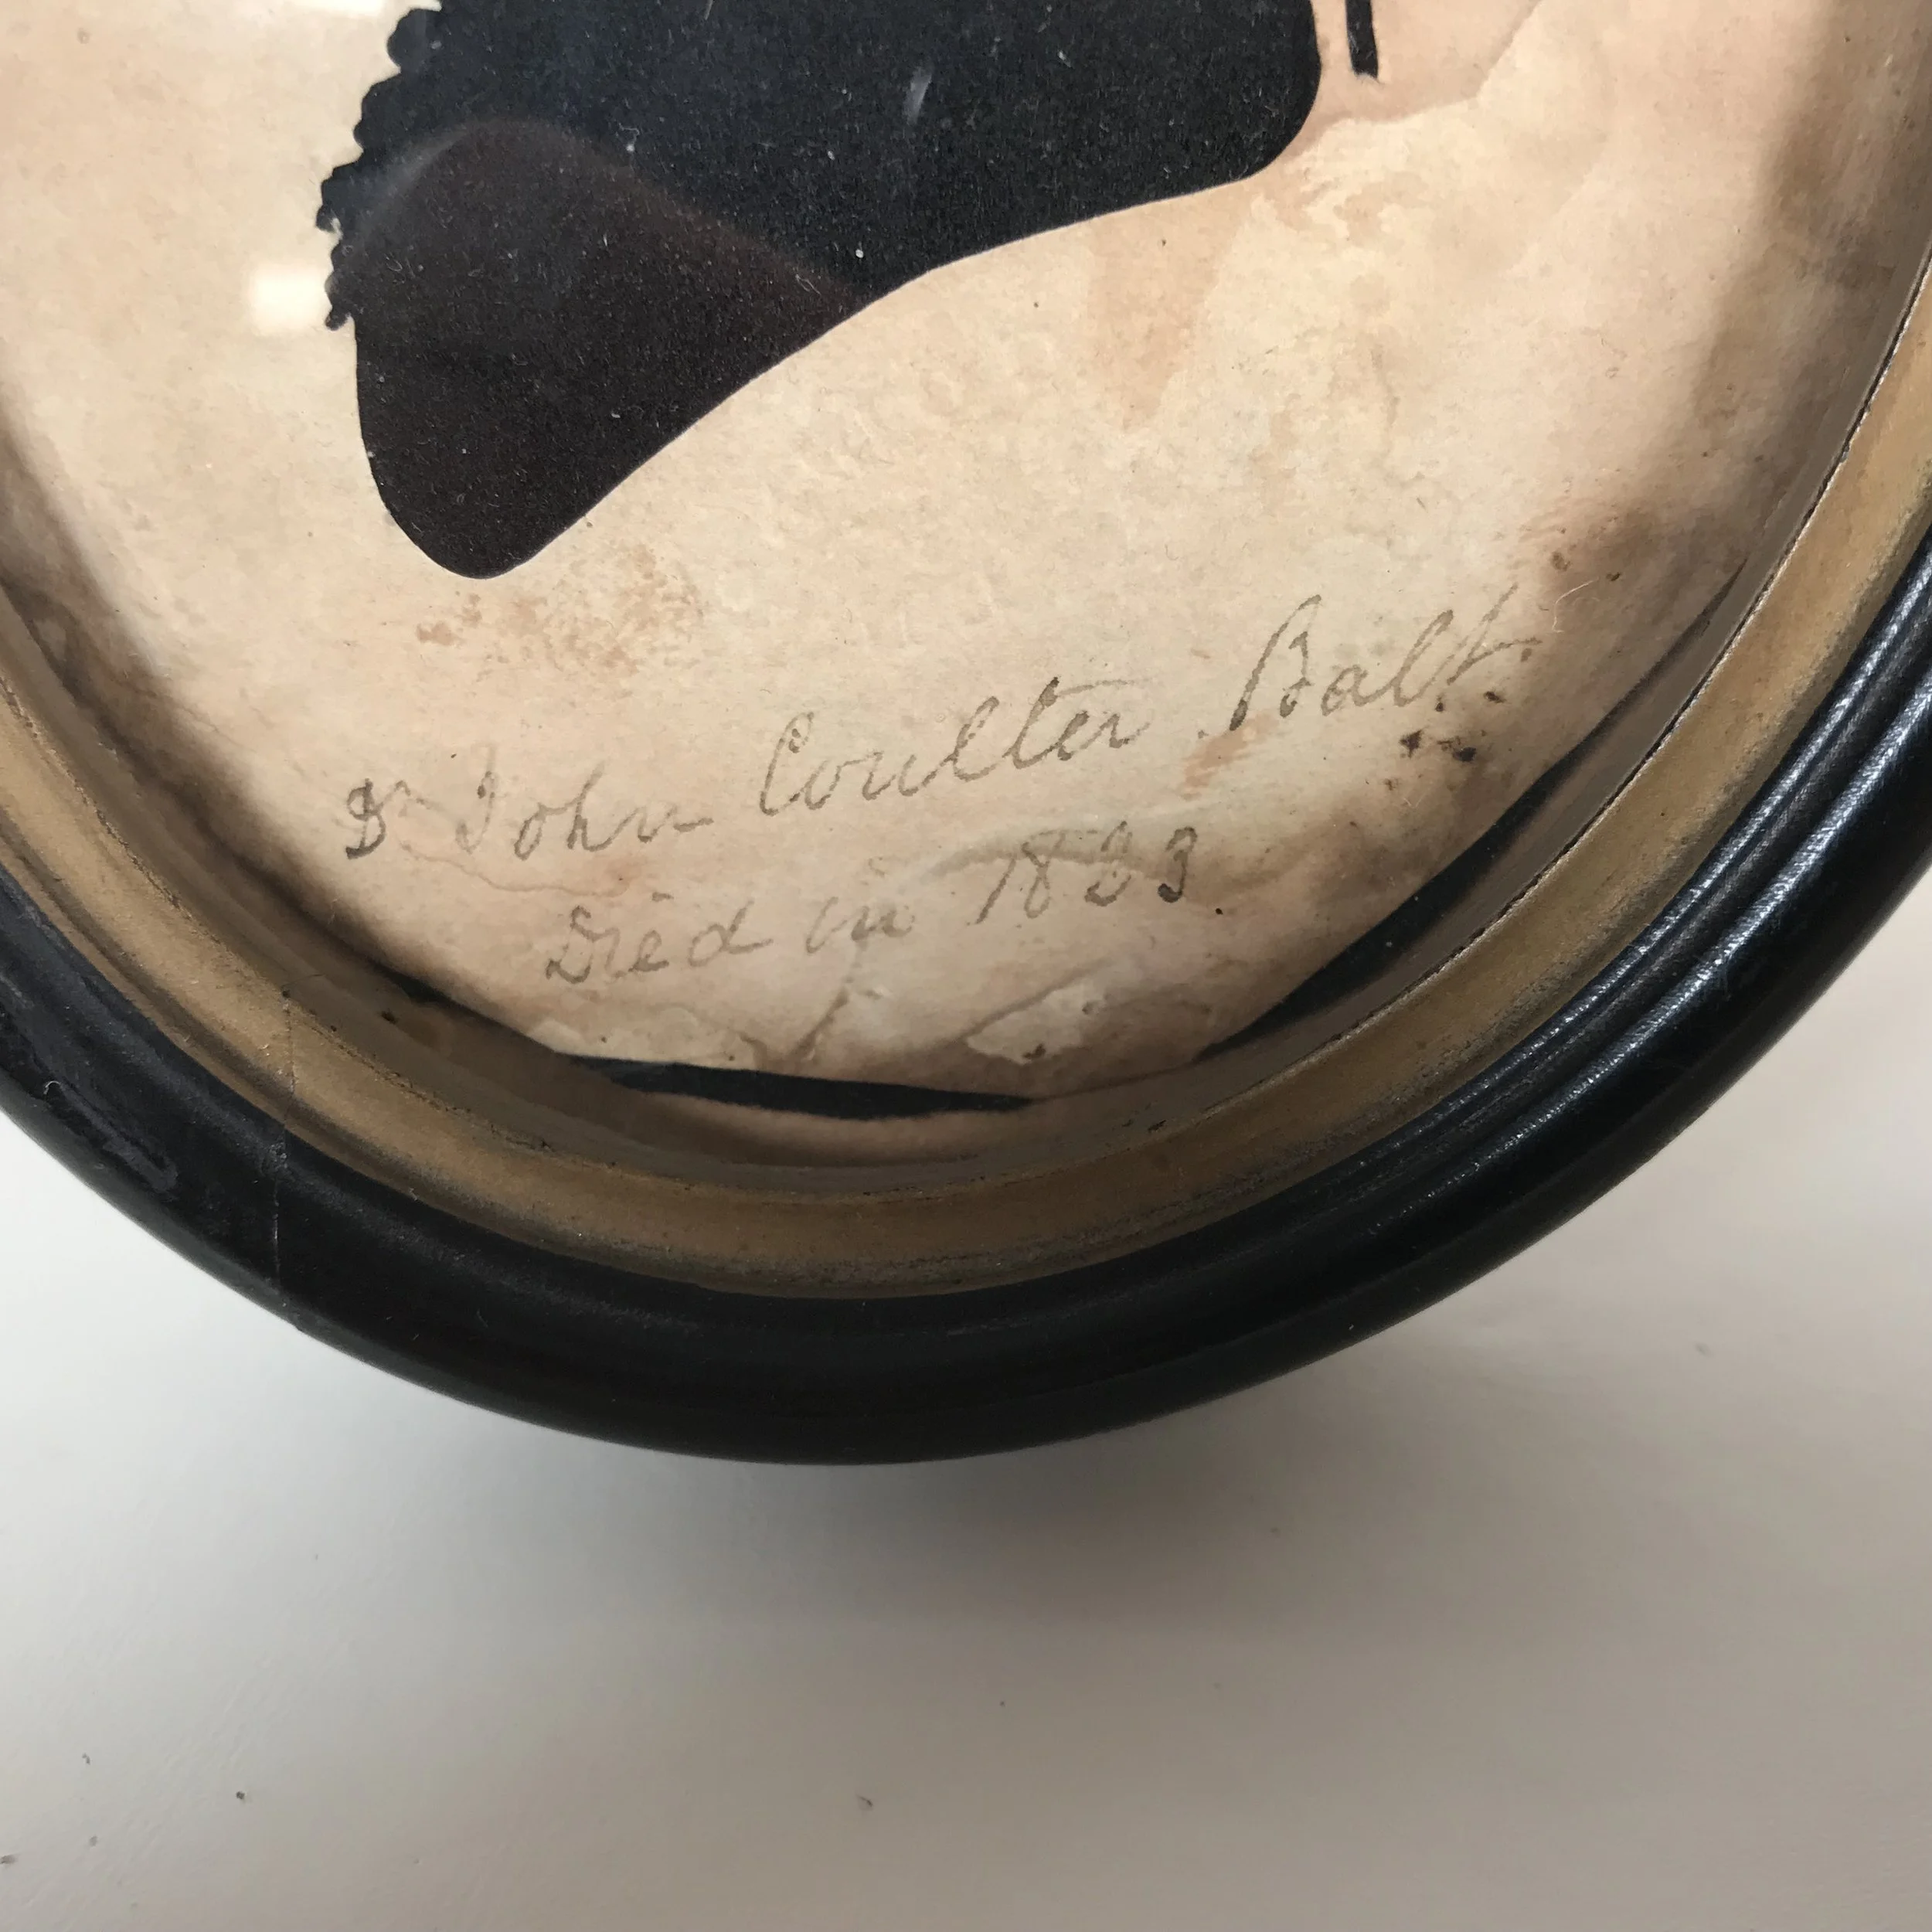 Dr John Coulter Balt.
Died in 1823.